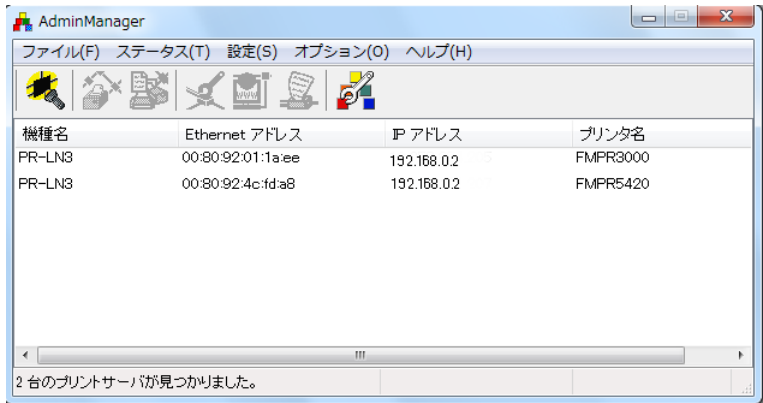 AdminManager
ファイル(F) ステータス(T) 設定(S) オプション(O) ヘルプ(H)
WWW
機種名 Ethernet アドレス IP アドレス プリンタ名
PR-LN3 00:80:92:01:1a:ee 192.168.0.2 FMPR3000
PR-LN3 00:80:92:4c:fd:a8 192.168.0.2 FMPR5420
2 台のプリントサーバが見つかりました。